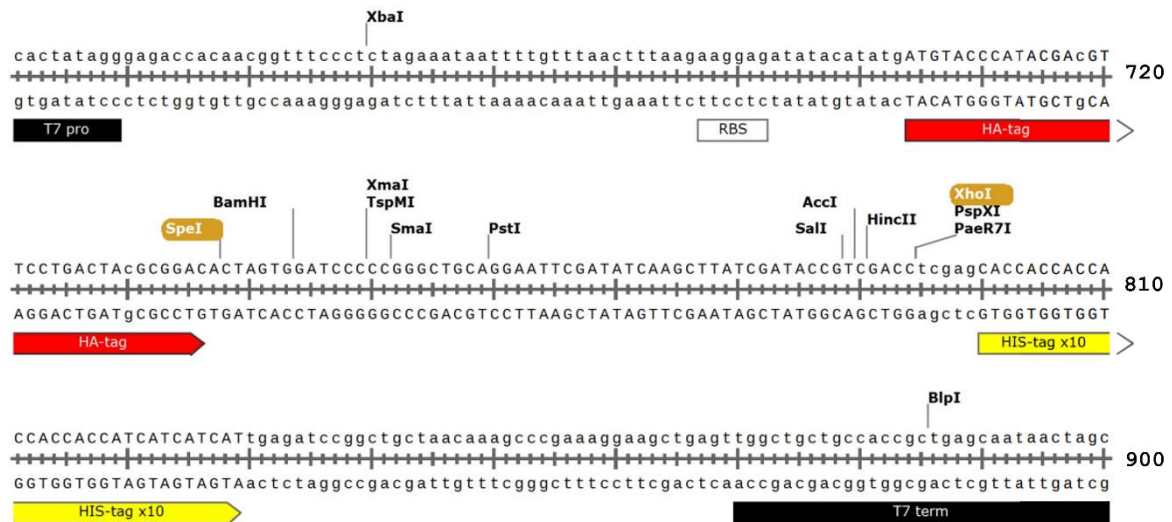 XbaI
cactatagggagaccacaacggtttccctctagaaataattttgtttaactttaagaaggagatatacatatgATGTACCCATACGACGT
720
gtgatatccctctggtgttgccaaagggagatctttattaaaacaaattgaaattcttcctctatatgtatacTACATGGGTATGCTgCA
T7 pro RBS HA-tag
XmaI XhoI
BamHI TspMI AccI HincII PspXI
SpeI SmaI PstI SalI PaeR7I
TCCTGACTAcGCGGACACTAGTGGATCCCCCGGGCTGCAGGAATTCGATATCAAGCTTATCGATACCGTCGACCtcgagCACCACCACCA
810
AGGACTGATgCGCCTGTGATCACCTAGGGGGCCCGACGTCCTTAAGCTATAGTTCGAATAGCTATGGCAGCTGGagctcGTGGTGGTGGT
HA-tag HIS-tag x10
BlpI
CCACCACCATCATCATCATTgagatccggctgctaacaaagcccgaaaggaagctgagttggctgctgccaccgctgagcaataactagc
900
GGTGGTGGTAGTAGTAGTAActctaggccgacgattgtttcgggctttccttcgactcaaccgacgacggtggcgactcgttattgatcg
HIS-tag x10 T7 term